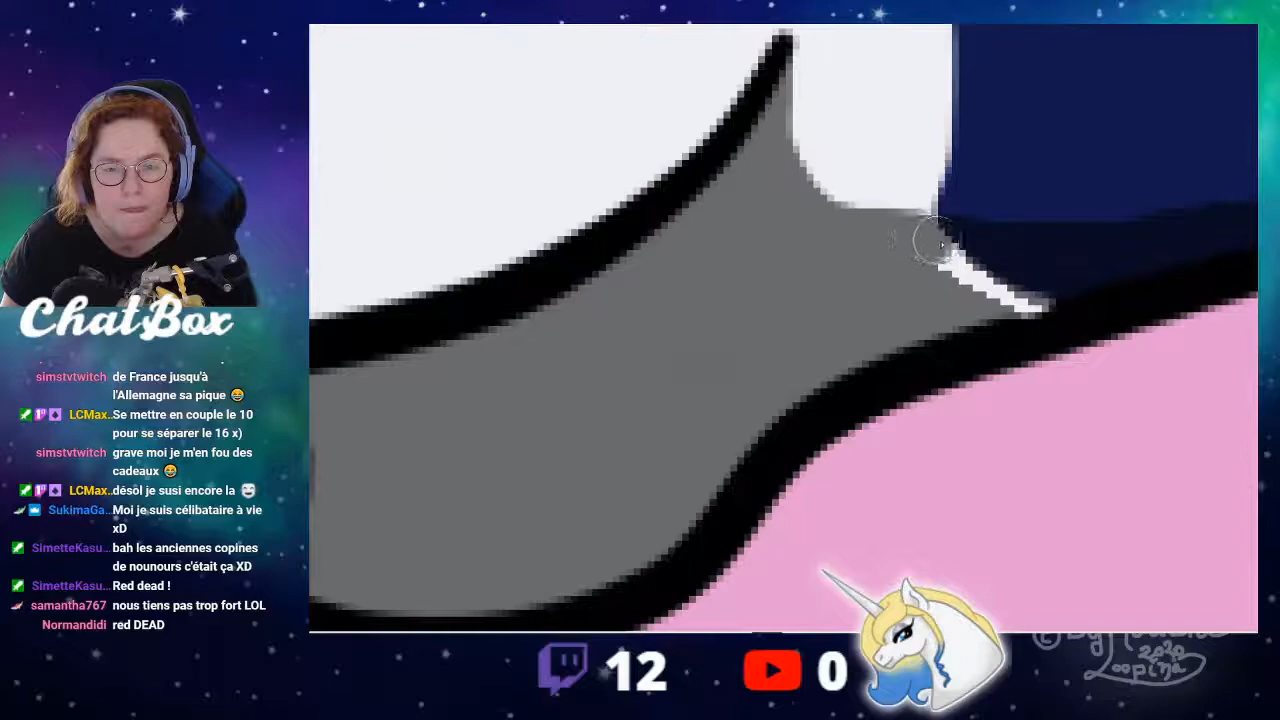 ChatBox
simstvtwitch de France jusqu'à
l'Allemagne sa pique
LCMax.. Se mettre en couple le 10
pour se séparer le 16 x)
simstvtwitch grave moi je m'en fou des
cadeaux
LCMax.. désol je susi encore la
SukimaGa.. Moi je suis célibataire à vie
xD
SimetteKasu... bah les anciennes copines
de nounours c'était ça XD
SimetteKasu... Red dead !
samantha767 nous tiens pas trop fort LOL
Normandidi red DEAD
12
0
2020
Loopina